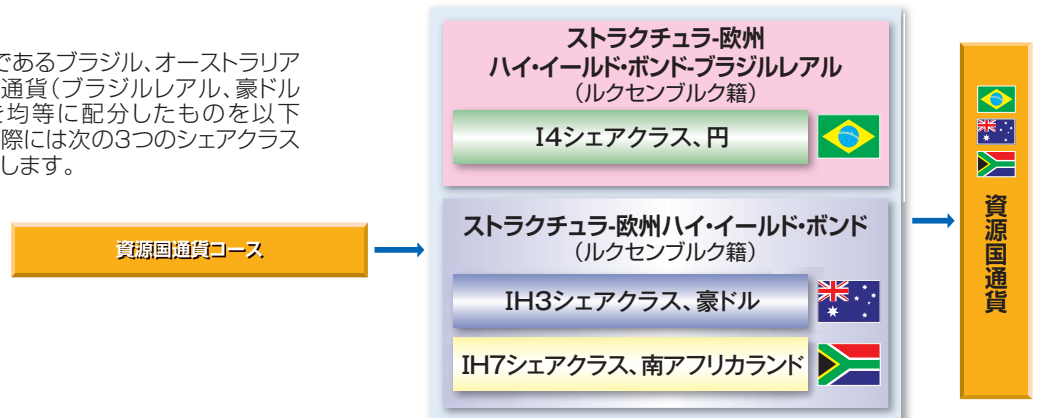 であるブラジル、オーストラリア
通貨（ブラジルレアル、豪ドル
を均等に配分したものを以下
際には次の3つのシェアクラス
します。
資源国通貨コース
ストラクチュラ-欧州
ハイ・イールド・ボンド-ブラジルレアル
（ルクセンブルク籍）
I4シェアクラス、円
ストラクチュラ-欧州ハイ・イールド・ボンド
（ルクセンブルク籍）
IH3シェアクラス、豪ドル
IH7シェアクラス、南アフリカランド
資源国通貨